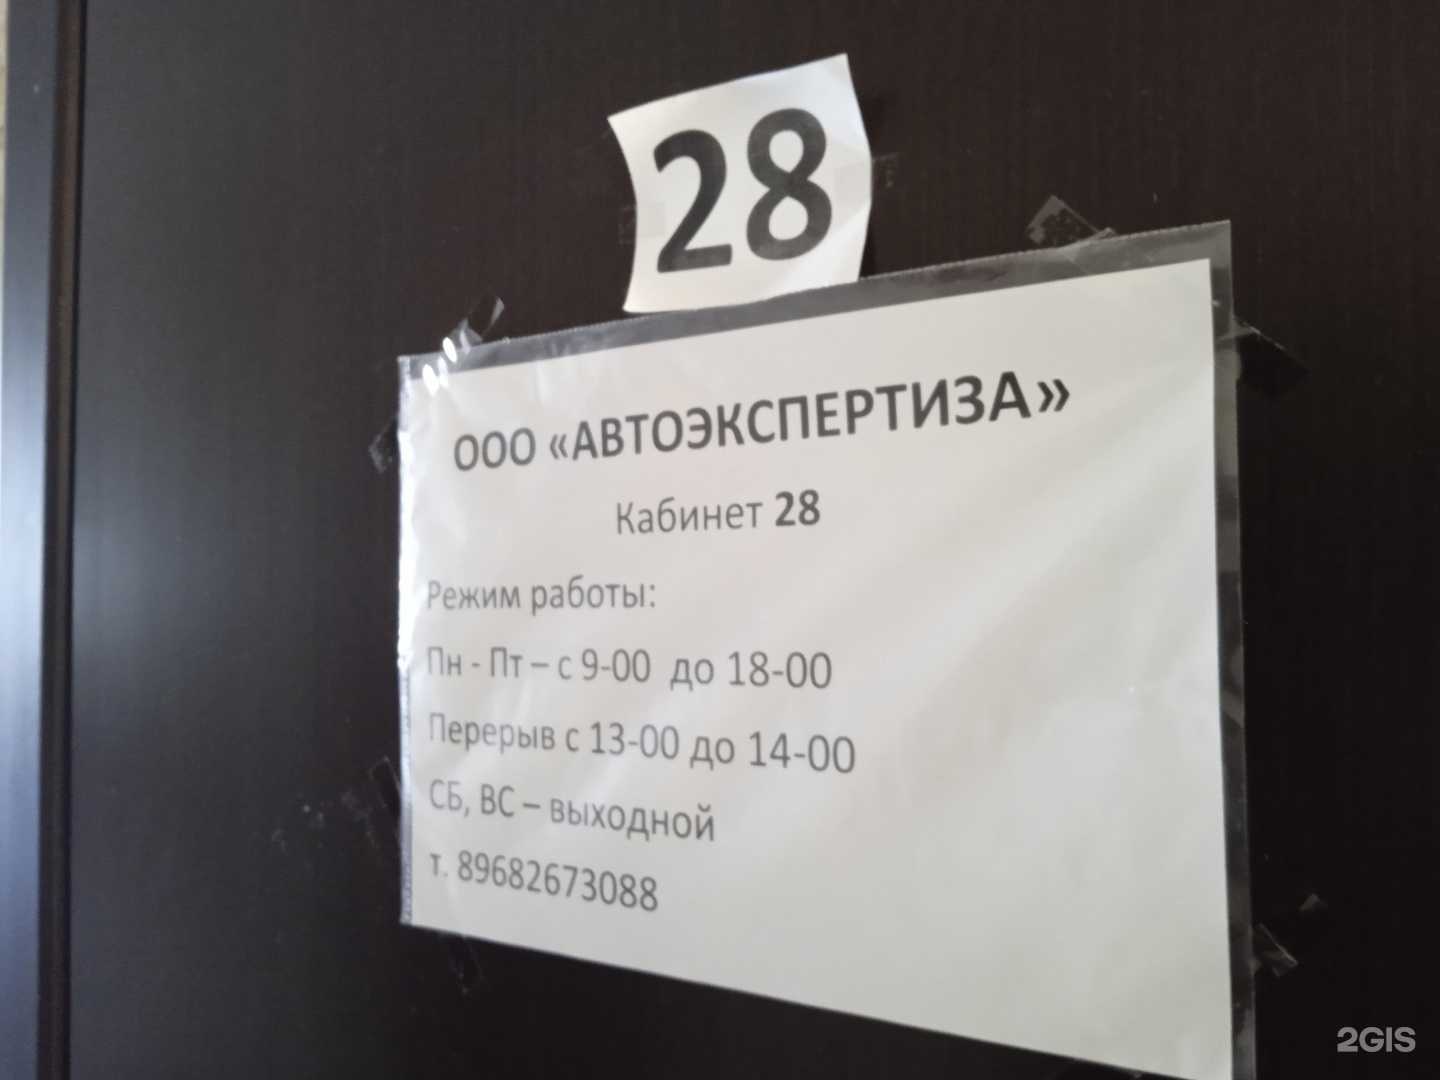 28
ООО «АВТОЭКСПЕРТИЗА»
Кабинет 28
Режим работы:
Пн - Пт – с 9-00 до 18-00
Перерыв с 13-00 до 14-00
СБ, ВС – выходной
т. 89682673088
2GIS